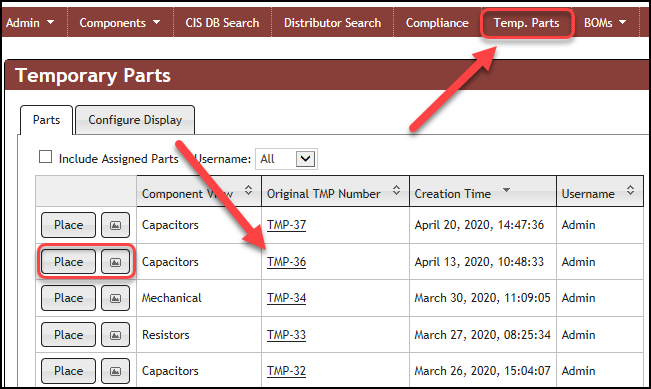 Admin Components CIS DB Search Distributor Search Compliance Temp. Parts BOMs
Temporary Parts
Parts Configure Display
Include Assigned Parts Username: All
Component View Original TMP Number Creation Time Username
Place Capacitors TMP-37 April 20, 2020, 14:47:36 Admin
Place Capacitors TMP-36 April 13, 2020, 10:48:33 Admin
Place Mechanical TMP-34 March 30, 2020, 11:09:05 Admin
Place Resistors TMP-33 March 27, 2020, 08:25:34 Admin
Place Capacitors TMP-32 March 26, 2020, 15:04:07 Admin